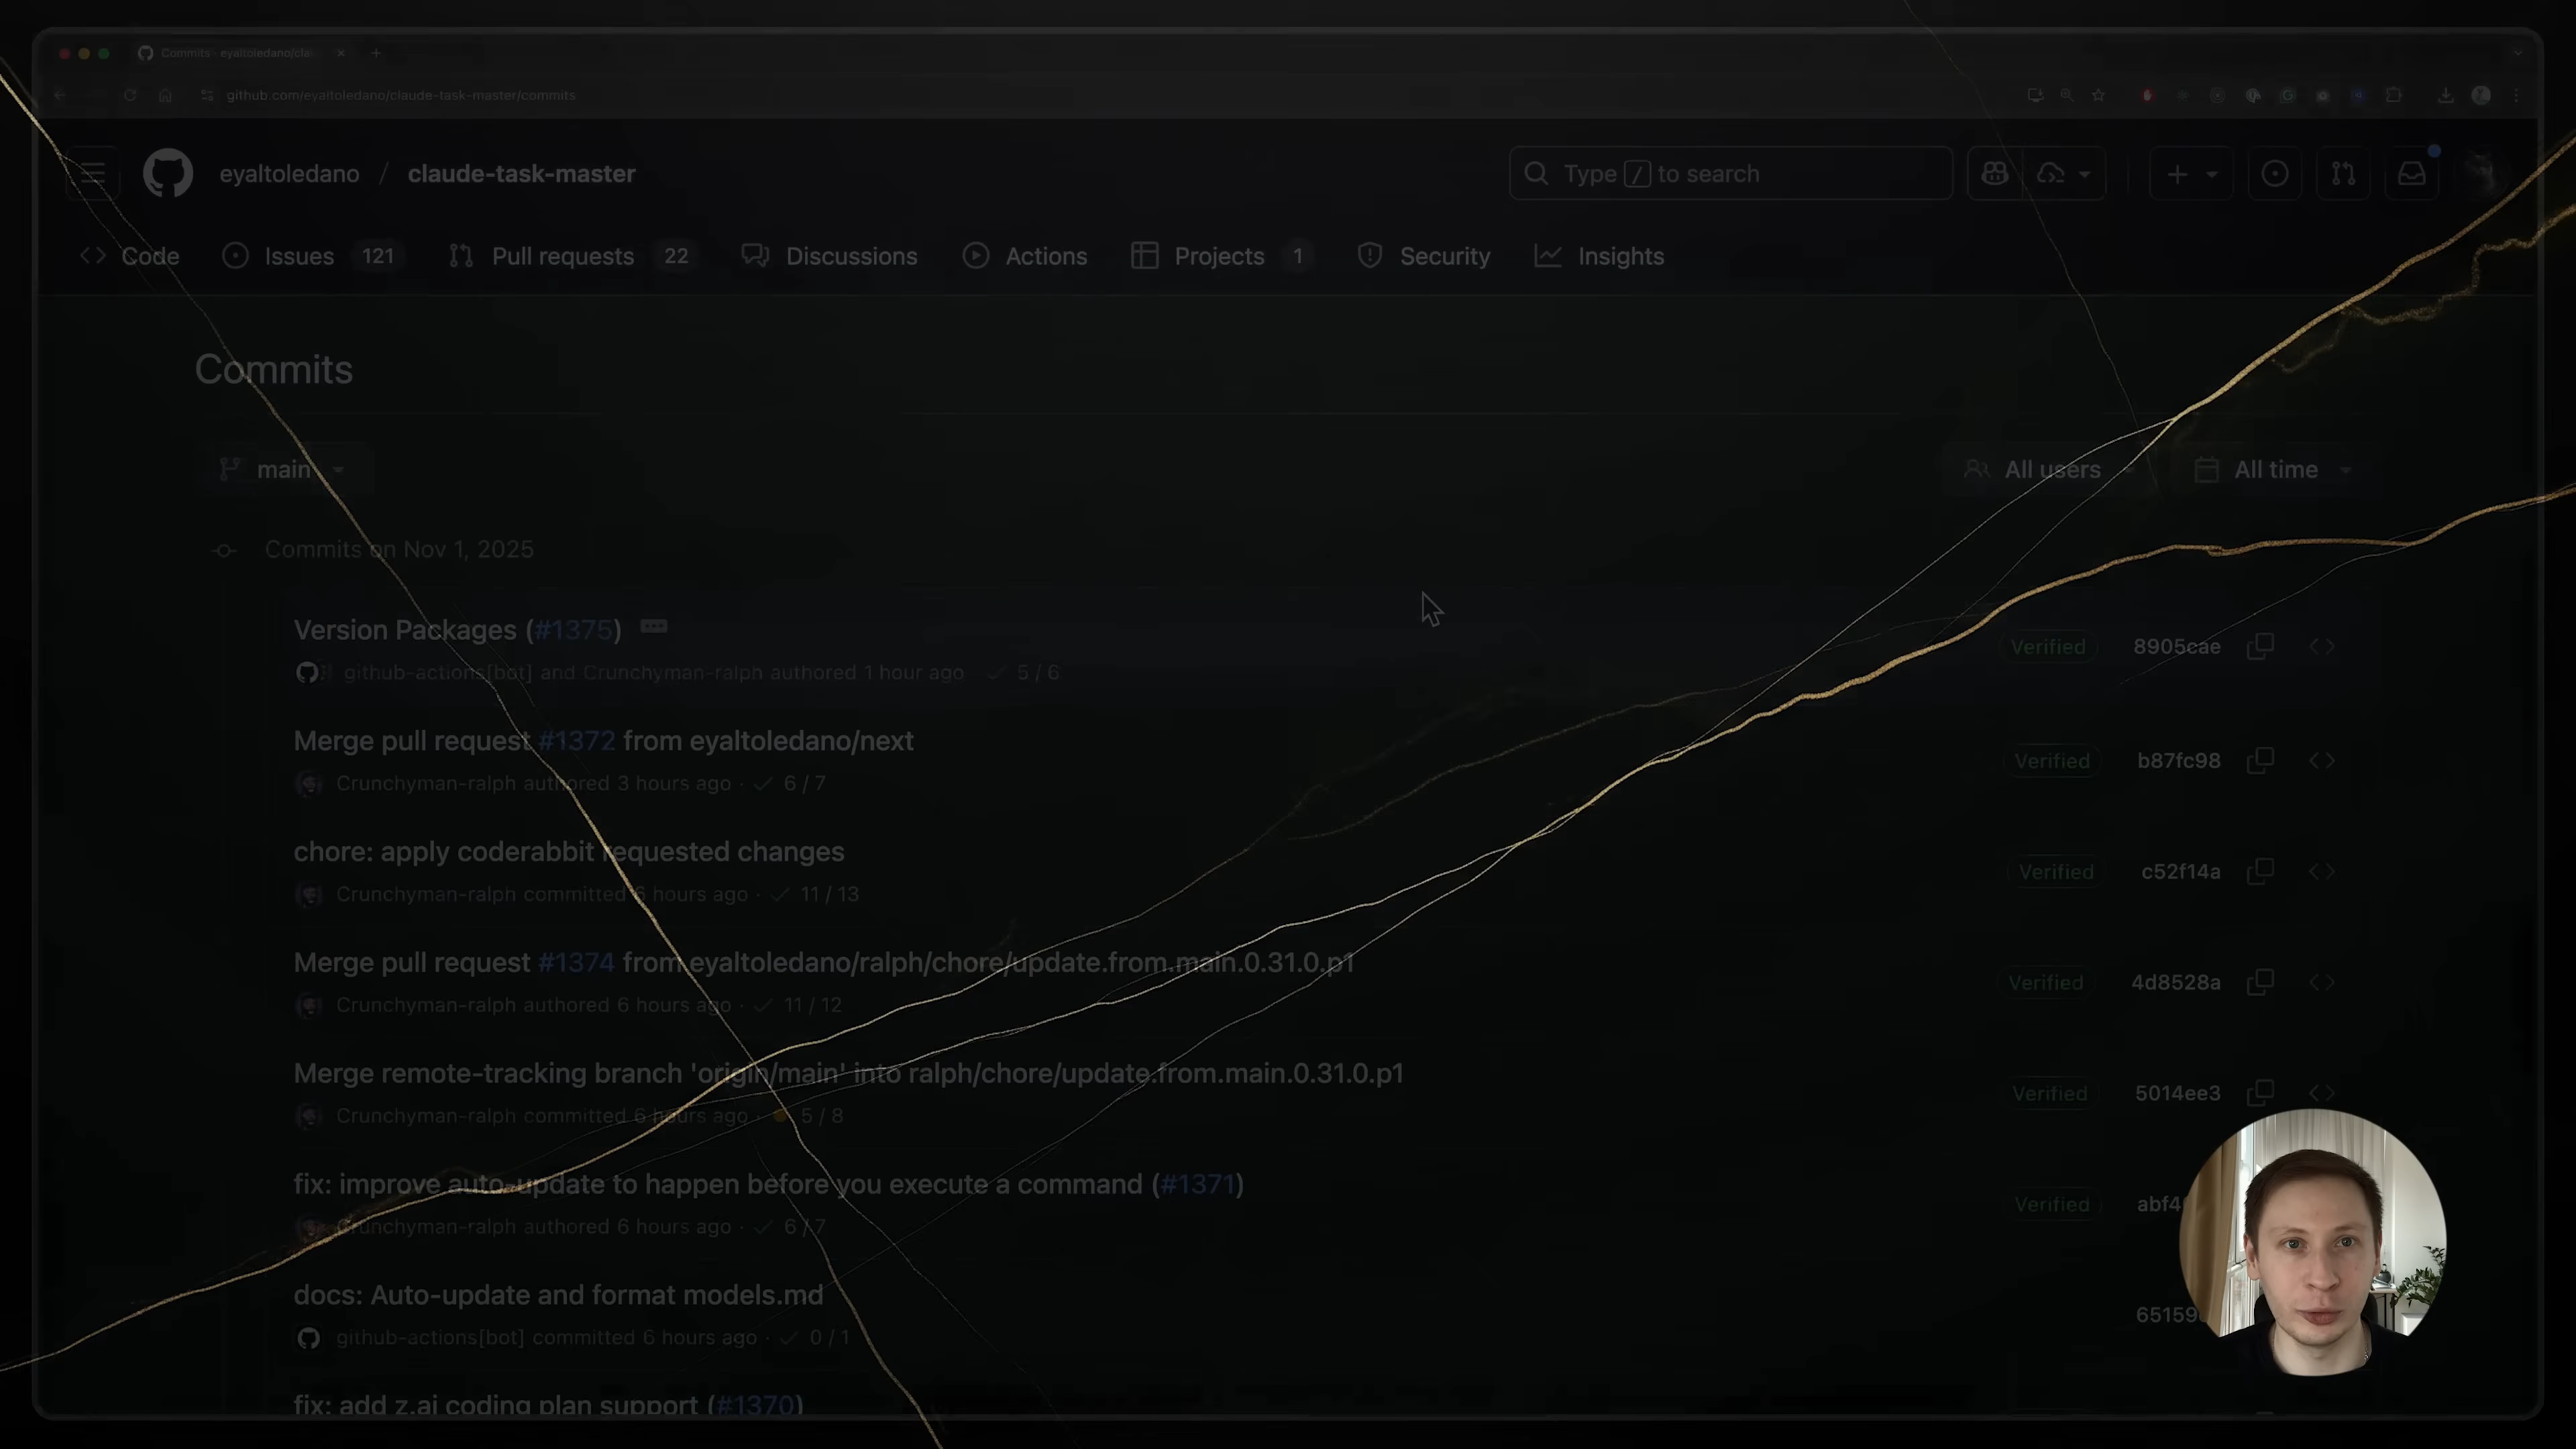 Commits · eyaltoledano/cla
github.com/eyaltoledano/claude-task-master/commits
eyaltoledano / claude-task-master
Type / to search
Code
Issues 121
Pull requests 22
Discussions
Actions
Projects 1
Security
Insights
Commits
main
All users
All time
Commits on Nov 1, 2025
Version Packages (#1375)
github-actions[bot] and Crunchyman-ralph authored 1 hour ago 5 / 6
Verified 8905cae
Merge pull request #1372 from eyaltoledano/next
Crunchyman-ralph authored 3 hours ago · 6 / 7
Verified b87fc98
chore: apply coderabbit requested changes
Crunchyman-ralph committed 6 hours ago · 11 / 13
Verified c52f14a
Merge pull request #1374 from eyaltoledano/ralph/chore/update.from.main.0.31.0.p1
Crunchyman-ralph authored 6 hours ago · 11 / 12
Verified 4d8528a
Merge remote-tracking branch 'origin/main' into ralph/chore/update.from.main.0.31.0.p1
Crunchyman-ralph committed 6 hours ago · 5 / 8
Verified 5014ee3
fix: improve auto-update to happen before you execute a command (#1371)
Crunchyman-ralph authored 6 hours ago · 6 / 7
Verified
docs: Auto-update and format models.md
github-actions[bot] committed 6 hours ago · 0 / 1
fix: add z.ai coding plan support (#1370)